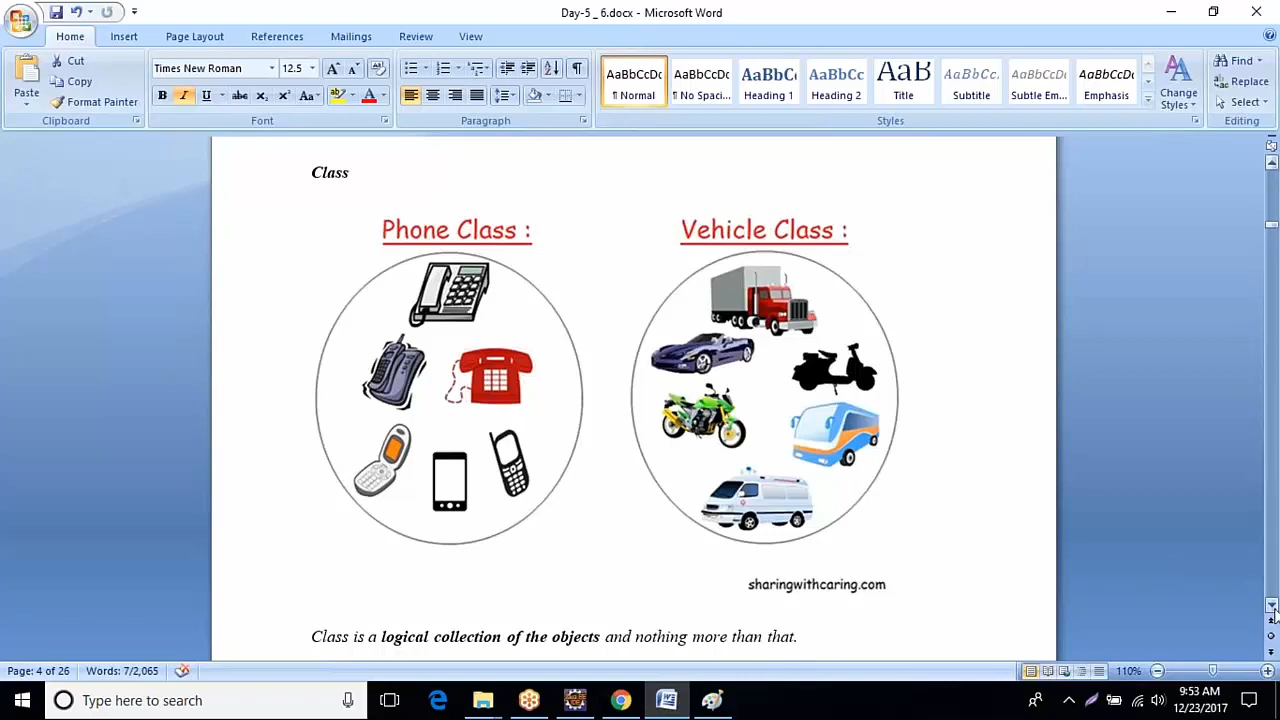 Day-5 _ 6.docx - Microsoft Word
Home Insert Page Layout References Mailings Review View
Paste
Cut
Copy
Format Painter
Clipboard
Times New Roman 12.5
Font
Paragraph
AaBbCcDc AaBbCcDc AaBbC AaBbCc AaB AaBbCc. AaBbCcDc AaBbCcDc
¶ Normal ¶ No Spaci... Heading 1 Heading 2 Title Subtitle Subtle Em... Emphasis
Change
Styles
Styles
Find
Replace
Select
Editing
Class
Phone Class : Vehicle Class :
sharingwithcaring.com
Class is a logical collection of the objects and nothing more than that.
Page: 4 of 26 Words: 7/2,065 110%
Type here to search
9:53 AM
12/23/2017